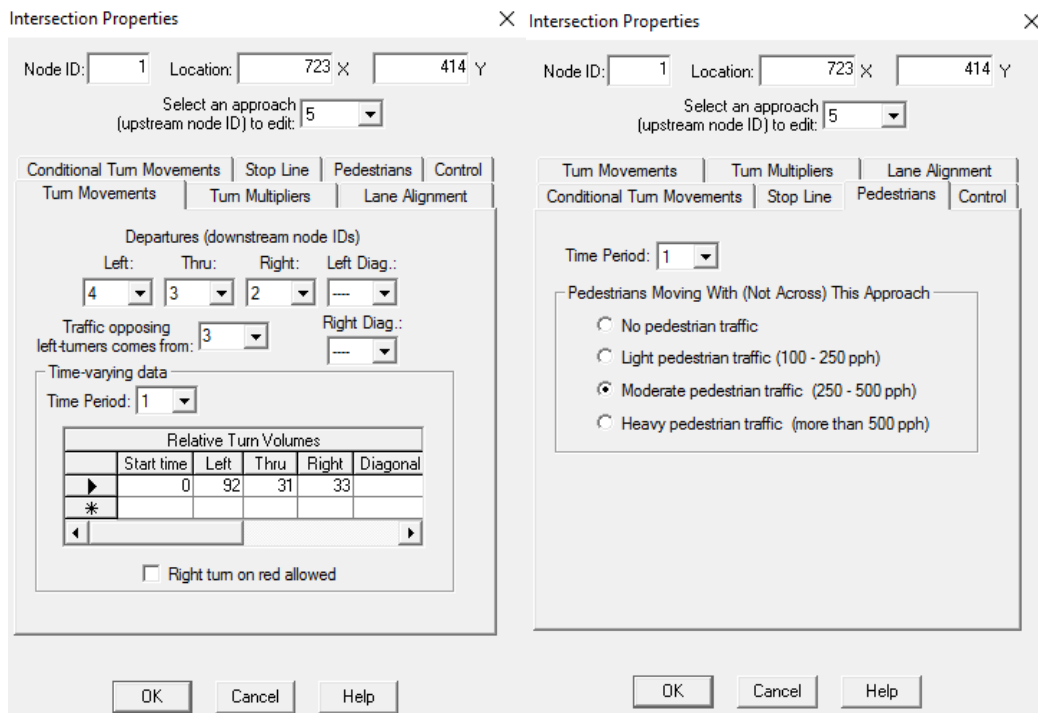 Intersection Properties
Node ID: 1 Location: 723 X 414 Y
Select an approach
(upstream node ID) to edit: 5
Conditional Turn Movements Stop Line Pedestrians Control
Turn Movements Turn Multipliers Lane Alignment
Departures (downstream node IDs)
Left: Thru: Right: Left Diag.:
4 3 2 ----
Traffic opposing
left-turners comes from: 3
Right Diag.:
----
Time-varying data
Time Period: 1
Relative Turn Volumes
Start time Left Thru Right Diagonal
0 92 31 33
Right turn on red allowed
OK Cancel Help
Intersection Properties
Node ID: 1 Location: 723 X 414 Y
Select an approach
(upstream node ID) to edit: 5
Turn Movements Turn Multipliers Lane Alignment
Conditional Turn Movements Stop Line Pedestrians Control
Time Period: 1
Pedestrians Moving With (Not Across) This Approach
No pedestrian traffic
Light pedestrian traffic (100 - 250 pph)
Moderate pedestrian traffic (250 - 500 pph)
Heavy pedestrian traffic (more than 500 pph)
OK Cancel Help